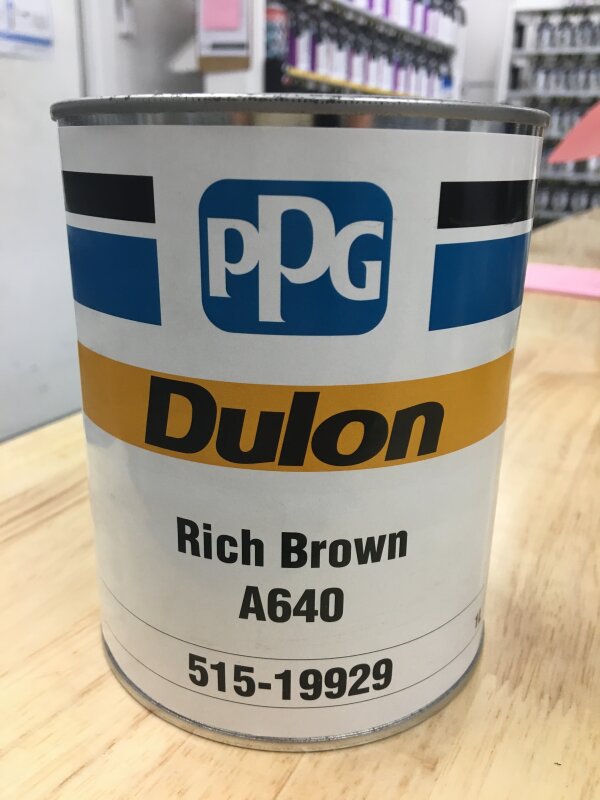 PPG
Dulon
Rich Brown
A640
515-19929